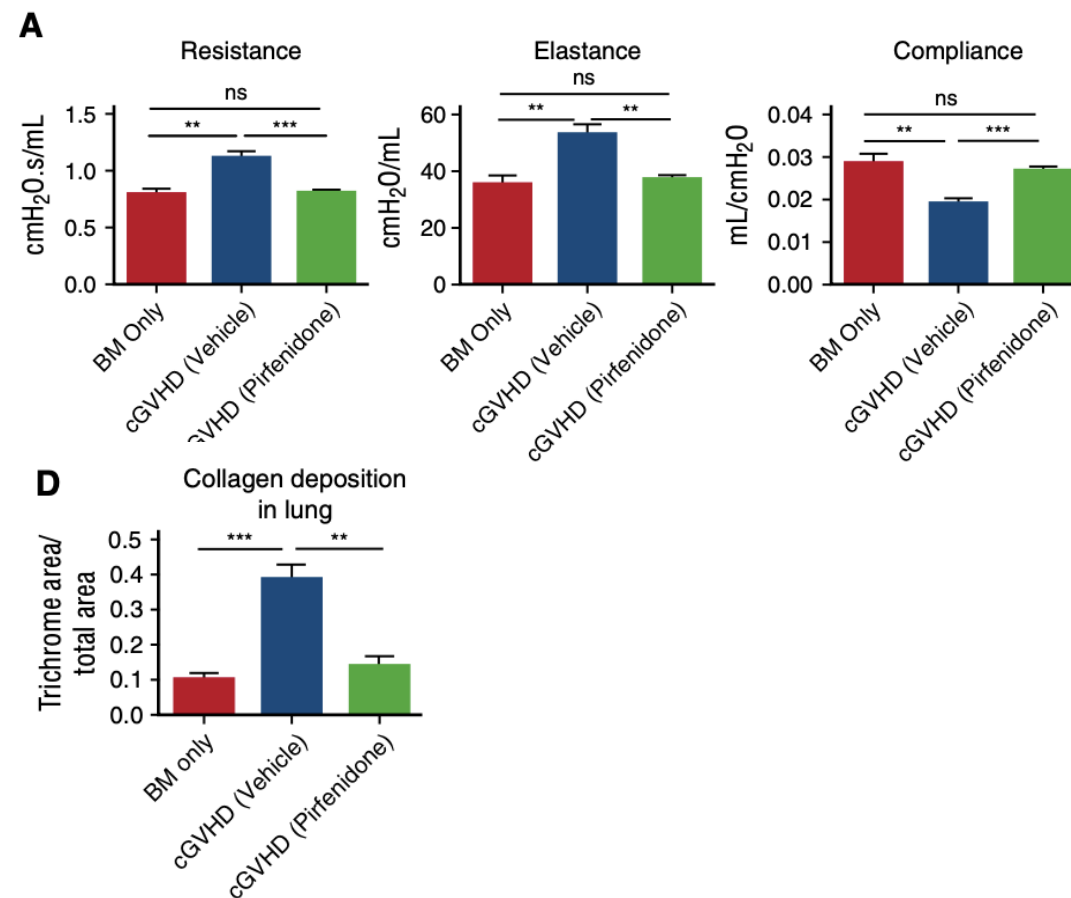 A
Resistance
cmH2O.s/mL
1.5
1.0
0.5
0.0
ns
**
***
BM Only
cGVHD (Vehicle)
GVHD (Pirfenidone)
Elastance
cmH2O/mL
60
40
20
0
ns
**
**
BM Only
cGVHD (Vehicle)
cGVHD (Pirfenidone)
Compliance
mL/cmH2O
0.04
0.03
0.02
0.01
0.00
ns
**
***
BM Only
cGVHD (Vehicle)
cGVHD (Pirfenidone)
D
Collagen deposition
in lung
Trichrome area/
total area
0.5
0.4
0.3
0.2
0.1
0.0
***
**
BM only
cGVHD (Vehicle)
cGVHD (Pirfenidone)